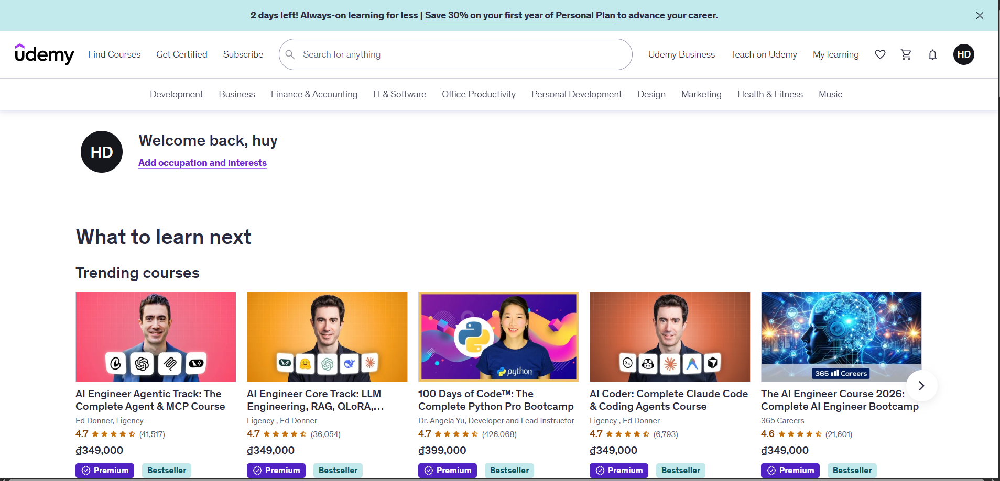 2 days left! Always-on learning for less | Save 30% on your first year of Personal Plan to advance your career.
udemy Find Courses Get Certified Subscribe Search for anything Udemy Business Teach on Udemy My learning HD
Development Business Finance & Accounting IT & Software Office Productivity Personal Development Design Marketing Health & Fitness Music
HD
Welcome back, huy
Add occupation and interests
What to learn next
Trending courses
AI Engineer Agentic Track: The
Complete Agent & MCP Course
Ed Donner, Ligency
4.7 (41,517)
₫349,000
Premium Bestseller
AI Engineer Core Track: LLM
Engineering, RAG, QLoRA,…
Ligency , Ed Donner
4.7 (36,054)
₫349,000
Premium Bestseller
python
100 Days of Code™: The
Complete Python Pro Bootcamp
Dr. Angela Yu, Developer and Lead Instructor
4.7 (426,068)
₫399,000
Premium Bestseller
AI Coder: Complete Claude Code
& Coding Agents Course
Ligency , Ed Donner
4.7 (6,793)
₫349,000
Premium Bestseller
365 Careers
The AI Engineer Course 2026:
Complete AI Engineer Bootcamp
365 Careers
4.6 (21,601)
₫349,000
Premium Bestseller